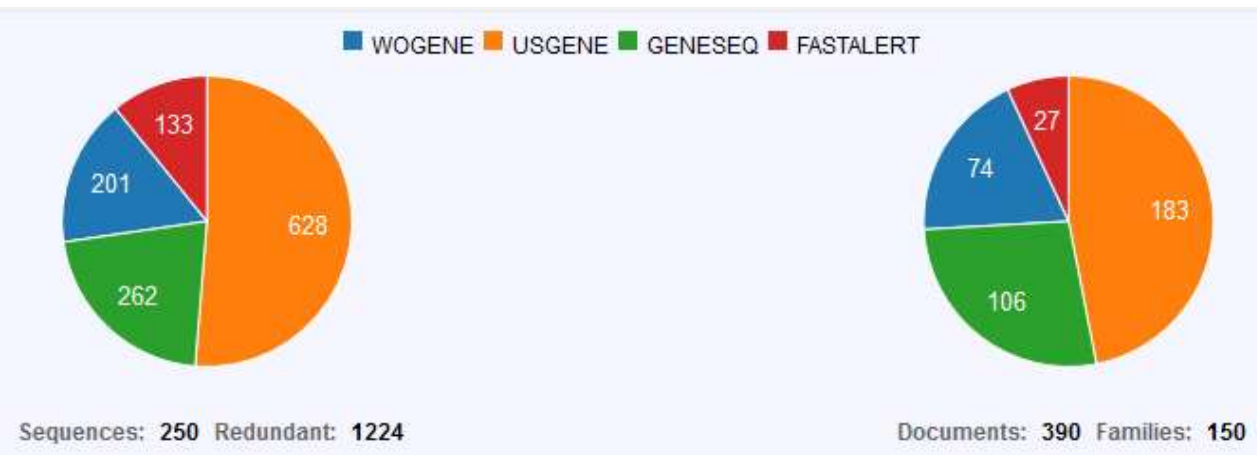 WOGENE USGENE GENESEQ FASTALERT
133
201
628
262
27
74
183
106
Sequences: 250 Redundant: 1224
Documents: 390 Families: 150